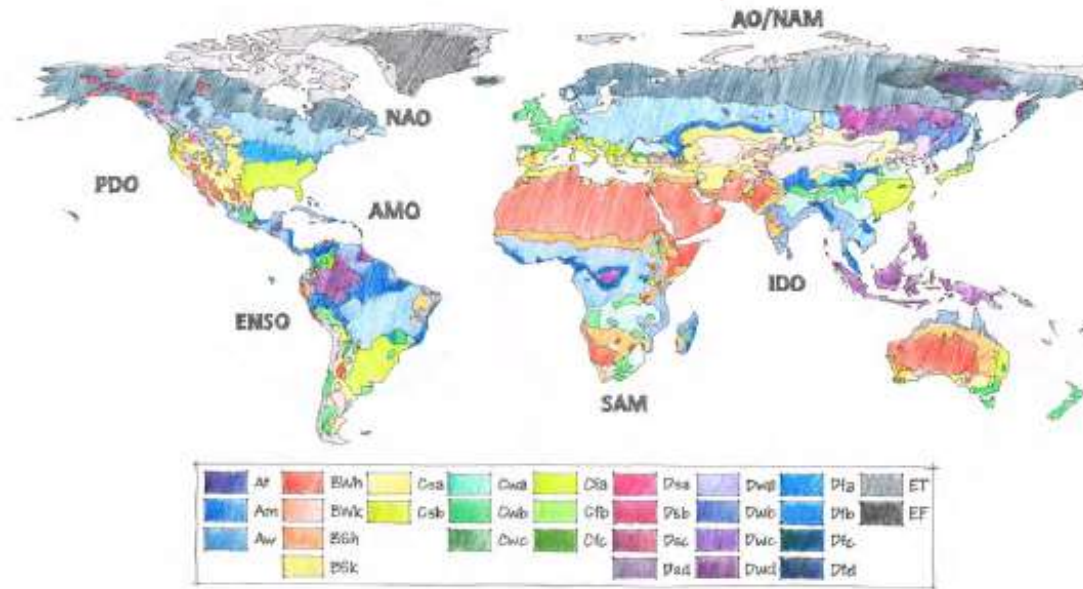 AO/NAM
NAO
PDO
AMO
IDO
ENSO
SAM
Af BWh Csa Cwa Cfa Dsa Dwa Dfa ET
Am BWk Csb Cwb Cfb Dsb Dwb Dfb EF
Aw BSh Cwc Cfc Dsc Dwc Dfc
BSk Dsd Dwd Dfd